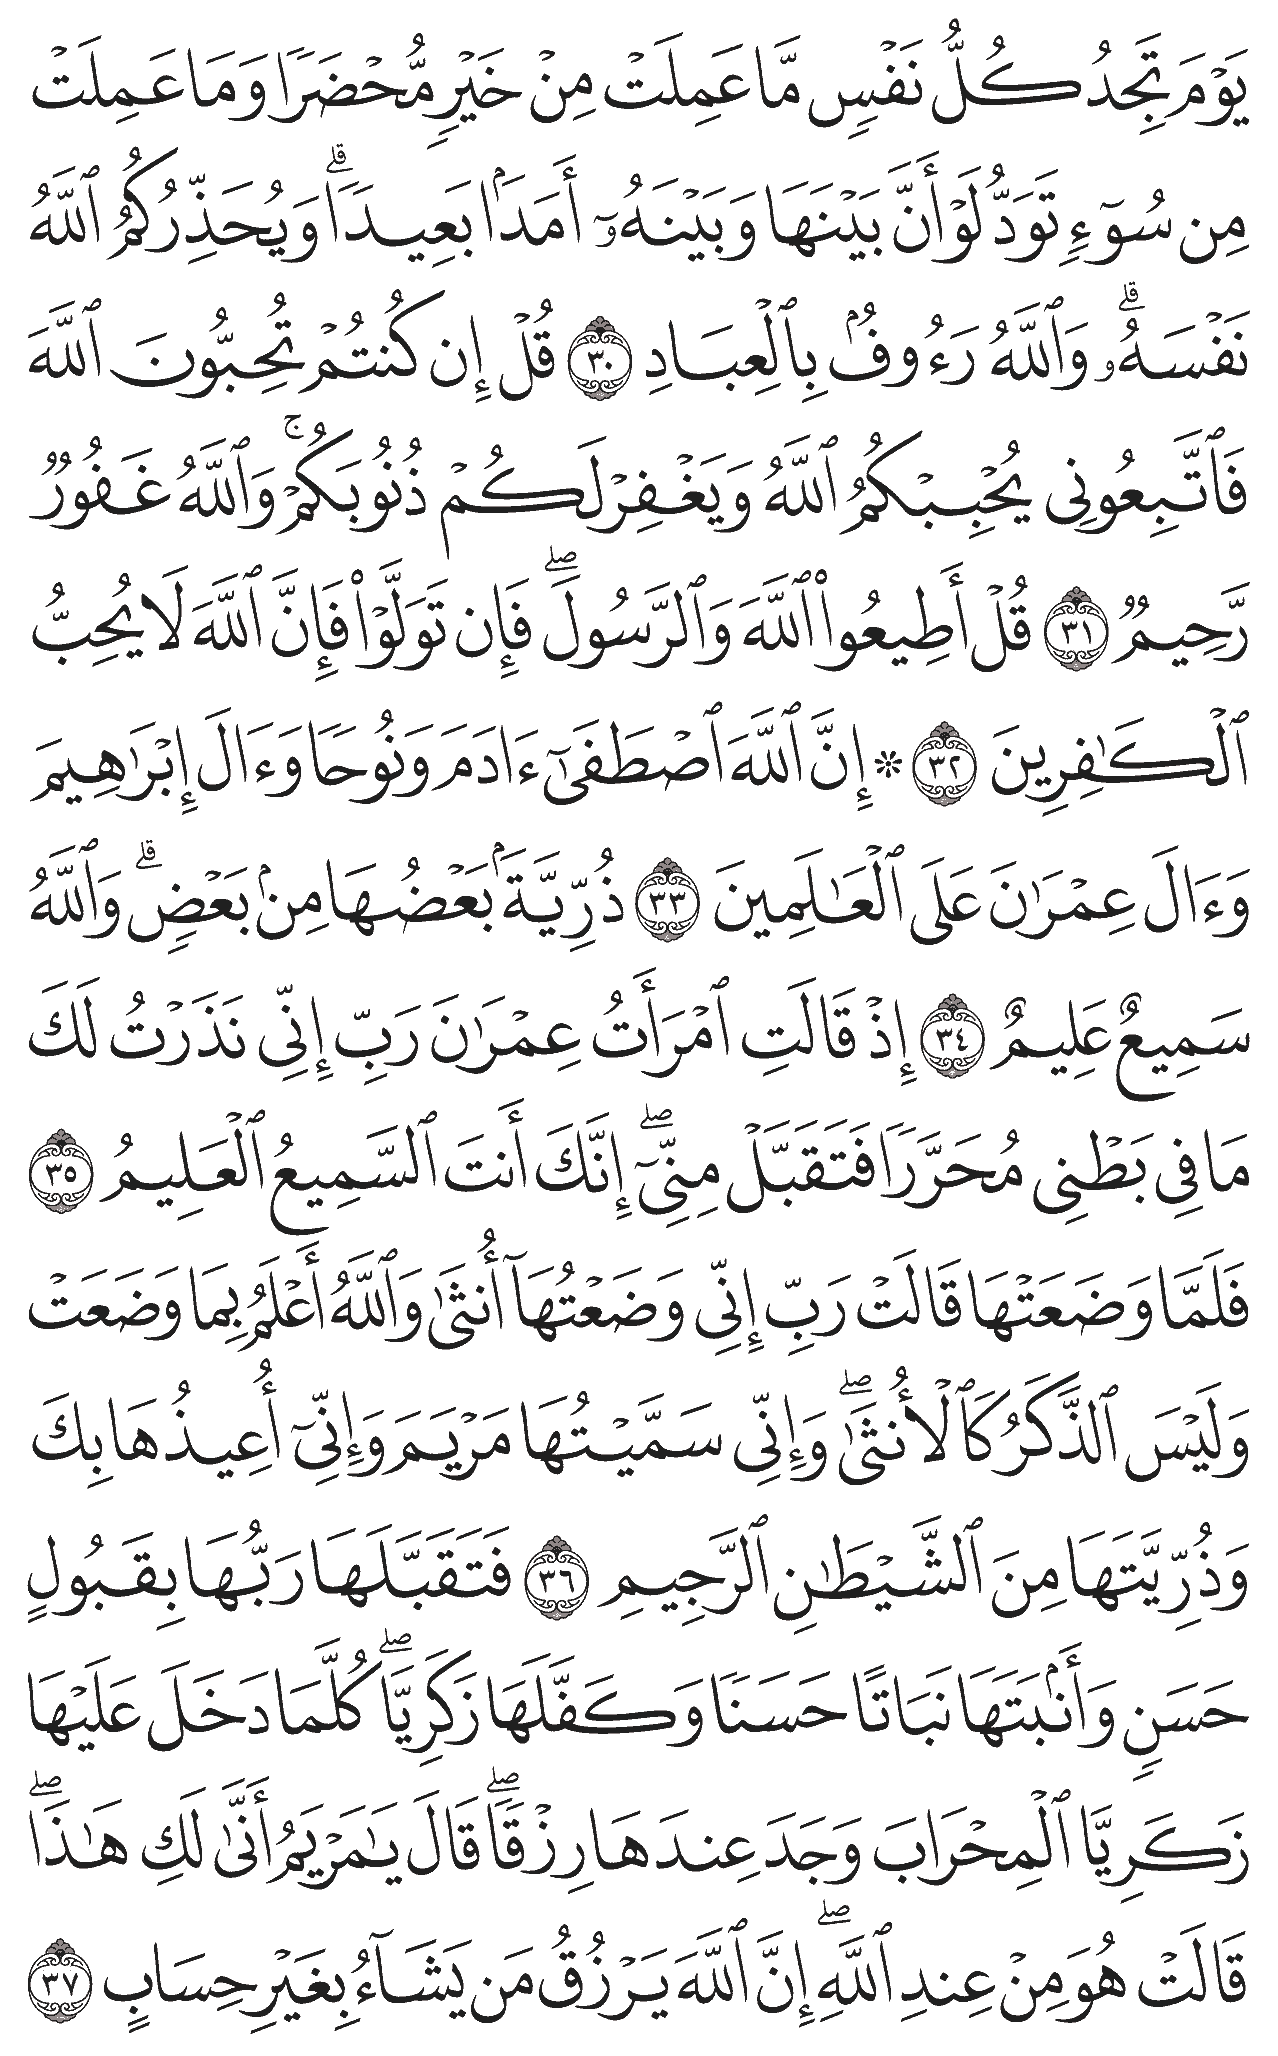 يَوْمَ تَجِدُ كُلُّ نَفْسٍ مَّا عَمِلَتْ مِنْ خَيْرٍ مُّحْضَرًا وَمَا عَمِلَتْ
مِن سُوٓءٍ تَوَدُّ لَوْ أَنَّ بَيْنَهَا وَبَيْنَهُۥٓ أَمَدَۢا بَعِيدًا ۗ وَيُحَذِّرُكُمُ ٱللَّهُ
نَفْسَهُۥ ۗ وَٱللَّهُ رَءُوفُۢ بِٱلْعِبَادِ ٣٠ قُلْ إِن كُنتُمْ تُحِبُّونَ ٱللَّهَ
فَٱتَّبِعُونِى يُحْبِبْكُمُ ٱللَّهُ وَيَغْفِرْ لَكُمْ ذُنُوبَكُمْ ۚ وَٱللَّهُ غَفُورٌ
رَّحِيمٌ ٣١ قُلْ أَطِيعُوا۟ ٱللَّهَ وَٱلرَّسُولَ ۖ فَإِن تَوَلَّوْا۟ فَإِنَّ ٱللَّهَ لَا يُحِبُّ
ٱلْكَٰفِرِينَ ٣٢ ۞ إِنَّ ٱللَّهَ ٱصْطَفَىٰٓ ءَادَمَ وَنُوحًا وَءَالَ إِبْرَٰهِيمَ
وَءَالَ عِمْرَٰنَ عَلَى ٱلْعَٰلَمِينَ ٣٣ ذُرِّيَّةَۢ بَعْضُهَا مِنۢ بَعْضٍ ۗ وَٱللَّهُ
سَمِيعٌ عَلِيمٌ ٣٤ إِذْ قَالَتِ ٱمْرَأَتُ عِمْرَٰنَ رَبِّ إِنِّى نَذَرْتُ لَكَ
مَا فِى بَطْنِى مُحَرَّرًا فَتَقَبَّلْ مِنِّىٓ ۖ إِنَّكَ أَنتَ ٱلسَّمِيعُ ٱلْعَلِيمُ ٣٥
فَلَمَّا وَضَعَتْهَا قَالَتْ رَبِّ إِنِّى وَضَعْتُهَآ أُنثَىٰ وَٱللَّهُ أَعْلَمُ بِمَا وَضَعَتْ
وَلَيْسَ ٱلذَّكَرُ كَٱلْأُنثَىٰ ۖ وَإِنِّى سَمَّيْتُهَا مَرْيَمَ وَإِنِّىٓ أُعِيذُهَا بِكَ
وَذُرِّيَّتَهَا مِنَ ٱلشَّيْطَٰنِ ٱلرَّجِيمِ ٣٦ فَتَقَبَّلَهَا رَبُّهَا بِقَبُولٍ
حَسَنٍ وَأَنۢبَتَهَا نَبَاتًا حَسَنًا وَكَفَّلَهَا زَكَرِيَّا ۖ كُلَّمَا دَخَلَ عَلَيْهَا
زَكَرِيَّا ٱلْمِحْرَابَ وَجَدَ عِندَهَا رِزْقًا ۖ قَالَ يَٰمَرْيَمُ أَنَّىٰ لَكِ هَٰذَا ۖ
قَالَتْ هُوَ مِنْ عِندِ ٱللَّهِ ۖ إِنَّ ٱللَّهَ يَرْزُقُ مَن يَشَآءُ بِغَيْرِ حِسَابٍ ٣٧